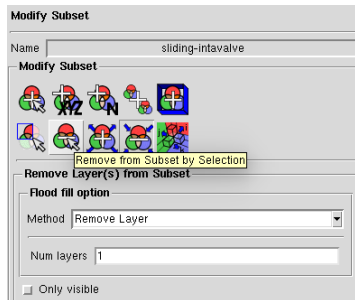 Modify Subset
Name sliding-intavalve
Modify Subset
XYZ
N
Remove from Subset by Selection
Remove Layer(s) from Subset
Flood fill option
Method Remove Layer
Num layers 1
Only visible